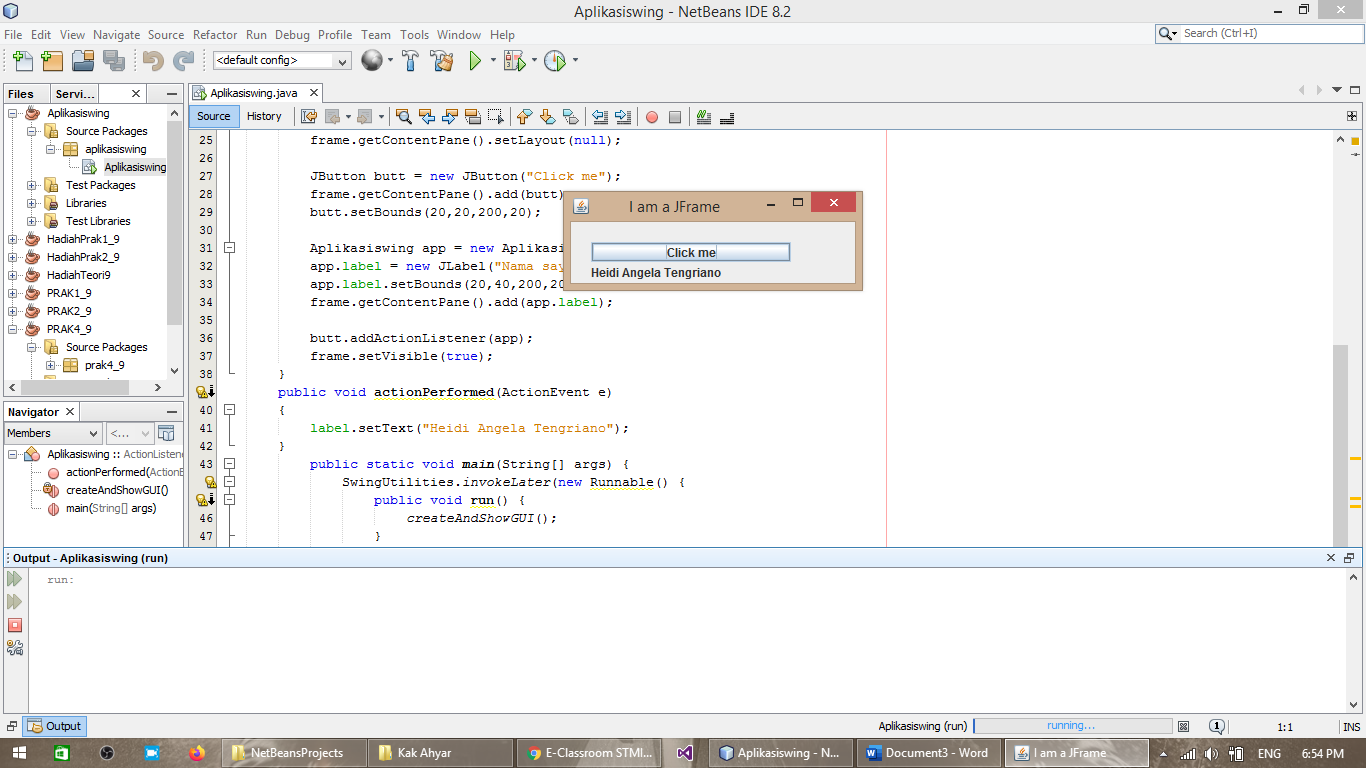 Aplikasiswing - NetBeans IDE 8.2
File Edit View Navigate Source Refactor Run Debug Profile Team Tools Window Help
Search (Ctrl+I)
<default config>
Files Servi...
Aplikasiswing.java
Aplikasiswing
Source Packages
aplikasiswing
Aplikasiswing
Test Packages
Libraries
Test Libraries
HadiahPrak1_9
HadiahPrak2_9
HadiahTeori9
PRAK1_9
PRAK2_9
PRAK4_9
Source Packages
prak4_9
Source History
25 frame.getContentPane().setLayout(null);
26
27 JButton butt = new JButton("Click me");
28 frame.getContentPane().add(butt)
29 butt.setBounds(20,20,200,20);
30
31 Aplikasiswing app = new Aplikasi
32 app.label = new JLabel("Nama say
33 app.label.setBounds(20,40,200,20
34 frame.getContentPane().add(app.label);
35
36 butt.addActionListener(app);
37 frame.setVisible(true);
38 }
public void actionPerformed(ActionEvent e)
40 {
41 label.setText("Heidi Angela Tengriano");
42 }
43 public static void main(String[] args) {
SwingUtilities.invokeLater(new Runnable() {
public void run() {
46 createAndShowGUI();
47 }
I am a JFrame
Click me
Heidi Angela Tengriano
Navigator
Members
<...
Aplikasiswing :: ActionListene
actionPerformed(ActionE
createAndShowGUI()
main(String[] args)
Output - Aplikasiswing (run)
run:
Output
Aplikasiswing (run)
running...
1
1:1
INS
NetBeansProjects
Kak Ahyar
E-Classroom STMI...
Aplikasiswing - N...
Document3 - Word
I am a JFrame
ENG
6:54 PM